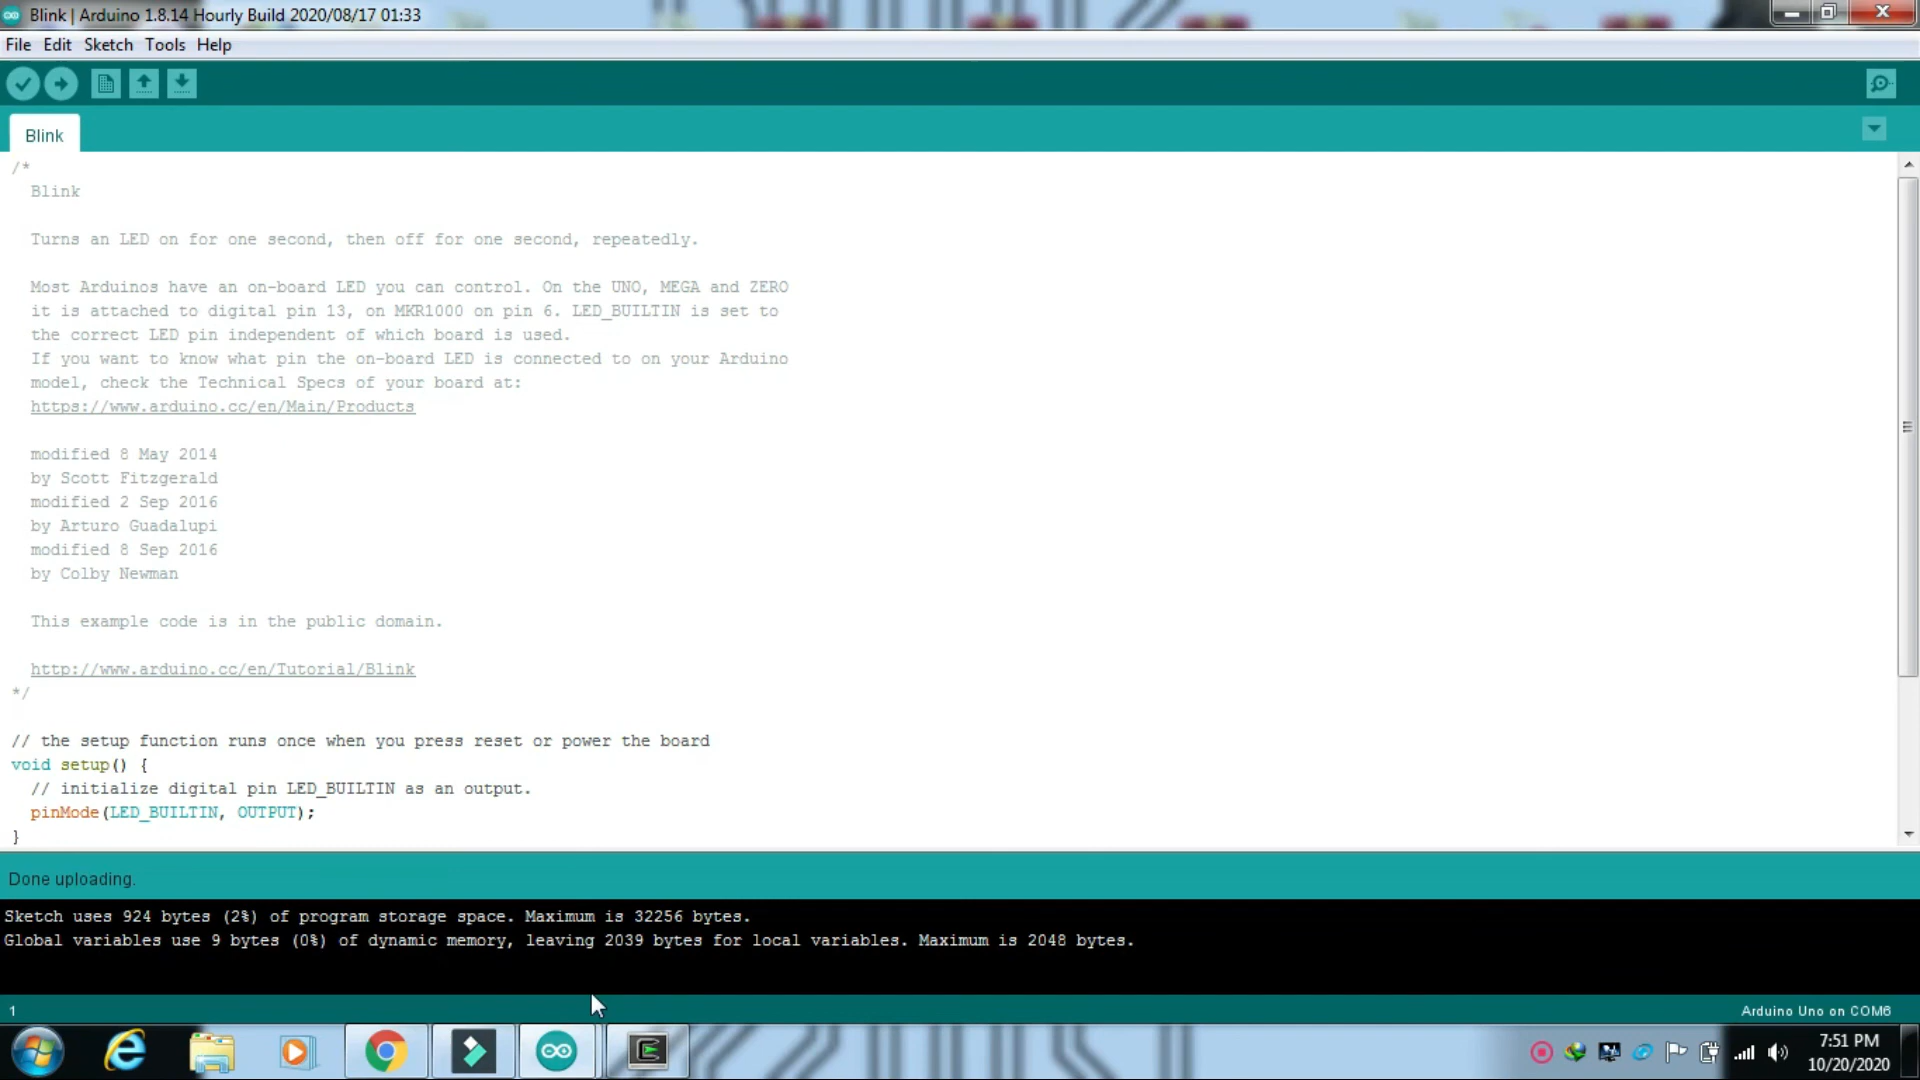 Blink | Arduino 1.8.14 Hourly Build 2020/08/17 01:33
File Edit Sketch Tools Help
Blink
/*
Blink
Turns an LED on for one second, then off for one second, repeatedly.
Most Arduinos have an on-board LED you can control. On the UNO, MEGA and ZERO
it is attached to digital pin 13, on MKR1000 on pin 6. LED_BUILTIN is set to
the correct LED pin independent of which board is used.
If you want to know what pin the on-board LED is connected to on your Arduino
model, check the Technical Specs of your board at:
https://www.arduino.cc/en/Main/Products
modified 8 May 2014
by Scott Fitzgerald
modified 2 Sep 2016
by Arturo Guadalupi
modified 8 Sep 2016
by Colby Newman
This example code is in the public domain.
http://www.arduino.cc/en/Tutorial/Blink
*/
// the setup function runs once when you press reset or power the board
void setup() {
// initialize digital pin LED_BUILTIN as an output.
pinMode(LED_BUILTIN, OUTPUT);
}
Done uploading.
Sketch uses 924 bytes (2%) of program storage space. Maximum is 32256 bytes.
Global variables use 9 bytes (0%) of dynamic memory, leaving 2039 bytes for local variables. Maximum is 2048 bytes.
1
Arduino Uno on COM6
7:51 PM
10/20/2020